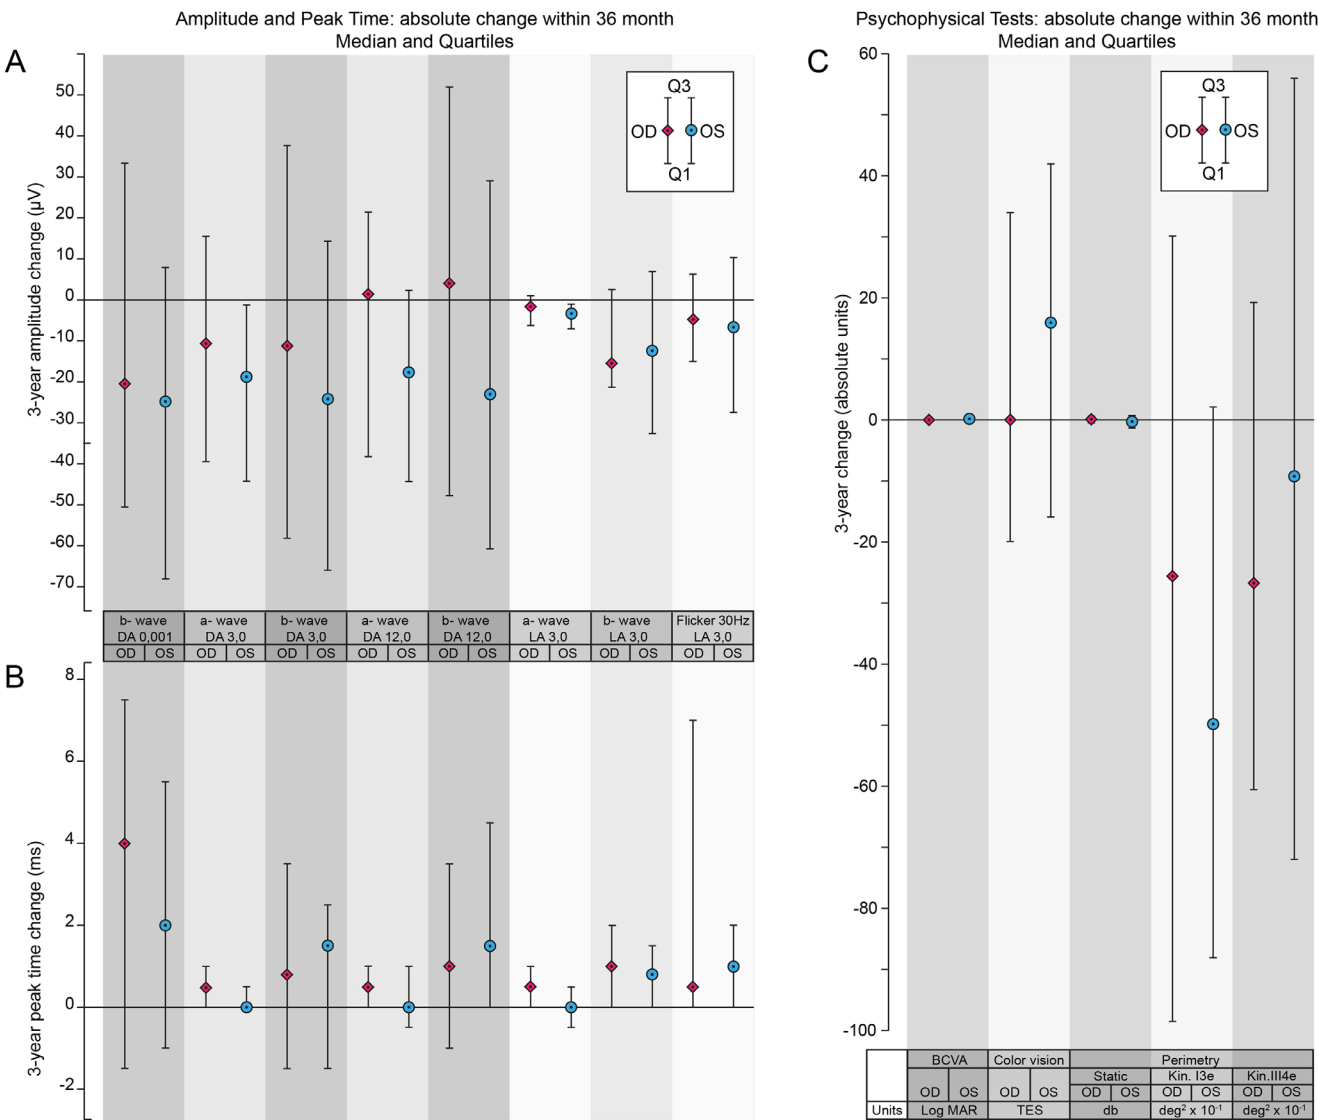 Amplitude and Peak Time: absolute change within 36 month
Median and Quartiles
A
3-year amplitude change (µV)
50
40
30
20
10
0
-10
-20
-30
-40
-50
-60
-70
Q3
OD OS
Q1
b- wave a- wave b- wave a- wave b- wave a- wave b- wave Flicker 30Hz
DA 0,001 DA 3,0 DA 3,0 DA 12,0 DA 12,0 LA 3,0 LA 3,0 LA 3,0
OD OS OD OS OD OS OD OS OD OS OD OS OD OS OD OS
B
3-year peak time change (ms)
8
6
4
2
0
-2
Psychophysical Tests: absolute change within 36 month
Median and Quartiles
C
3-year change (absolute units)
60
40
20
0
-20
-40
-60
-80
-100
Q3
OD OS
Q1
BCVA Color vision Perimetry
Static Kin. I3e Kin.III4e
OD OS OD OS OD OS OD OS OD OS
Units Log MAR TES db deg² x 10⁻¹ deg² x 10⁻¹